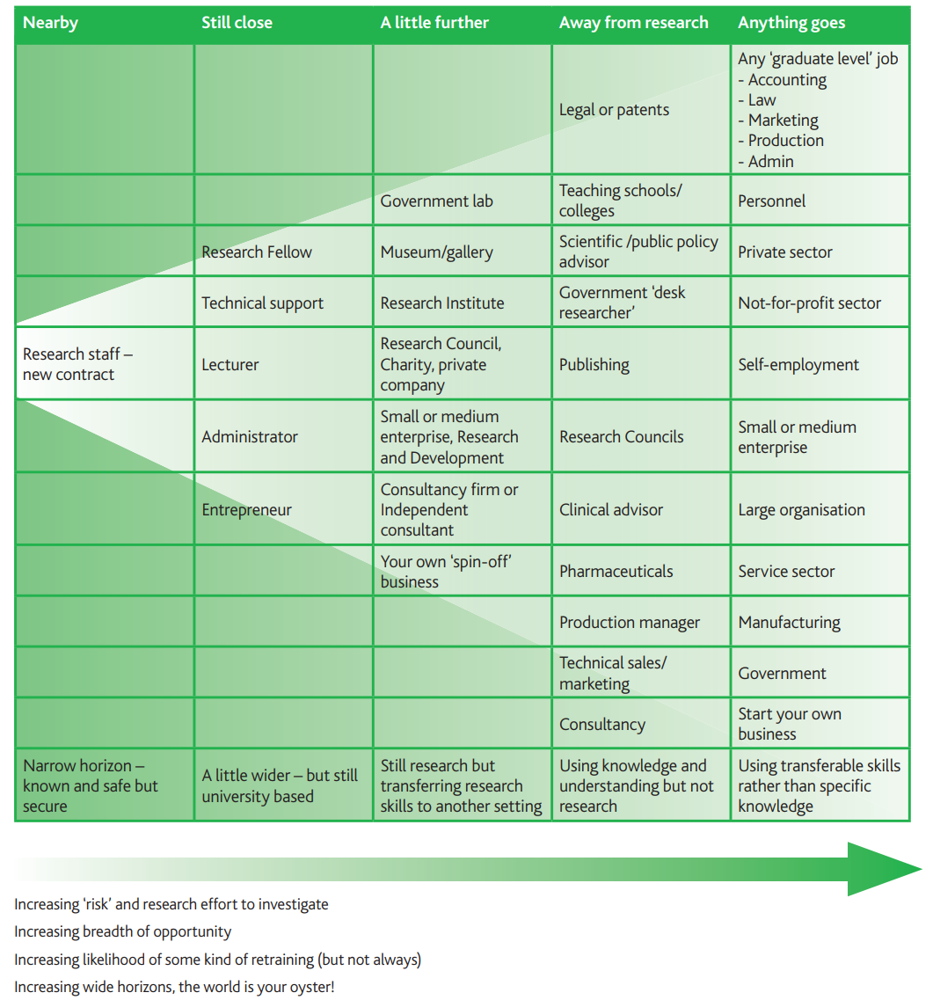 Nearby
Still close
A little further
Away from research
Anything goes
Legal or patents
Any ‘graduate level’ job
- Accounting
- Law
- Marketing
- Production
- Admin
Government lab
Teaching schools/
colleges
Personnel
Research Fellow
Museum/gallery
Scientific /public policy
advisor
Private sector
Technical support
Research Institute
Government ‘desk
researcher’
Not-for-profit sector
Research staff –
new contract
Lecturer
Research Council,
Charity, private
company
Publishing
Self-employment
Administrator
Small or medium
enterprise, Research
and Development
Research Councils
Small or medium
enterprise
Entrepreneur
Consultancy firm or
Independent
consultant
Clinical advisor
Large organisation
Your own ‘spin-off’
business
Pharmaceuticals
Service sector
Production manager
Manufacturing
Technical sales/
marketing
Government
Consultancy
Start your own
business
Narrow horizon –
known and safe but
secure
A little wider – but still
university based
Still research but
transferring research
skills to another setting
Using knowledge and
understanding but not
research
Using transferable skills
rather than specific
knowledge
Increasing ‘risk’ and research effort to investigate
Increasing breadth of opportunity
Increasing likelihood of some kind of retraining (but not always)
Increasing wide horizons, the world is your oyster!